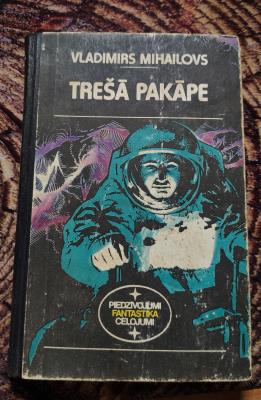 VLADIMIRS MIHAILOVS
TREŠĀ PAKĀPE
PIEDZĪVOJUMI
FANTASTIKA
CEĻOJUMI